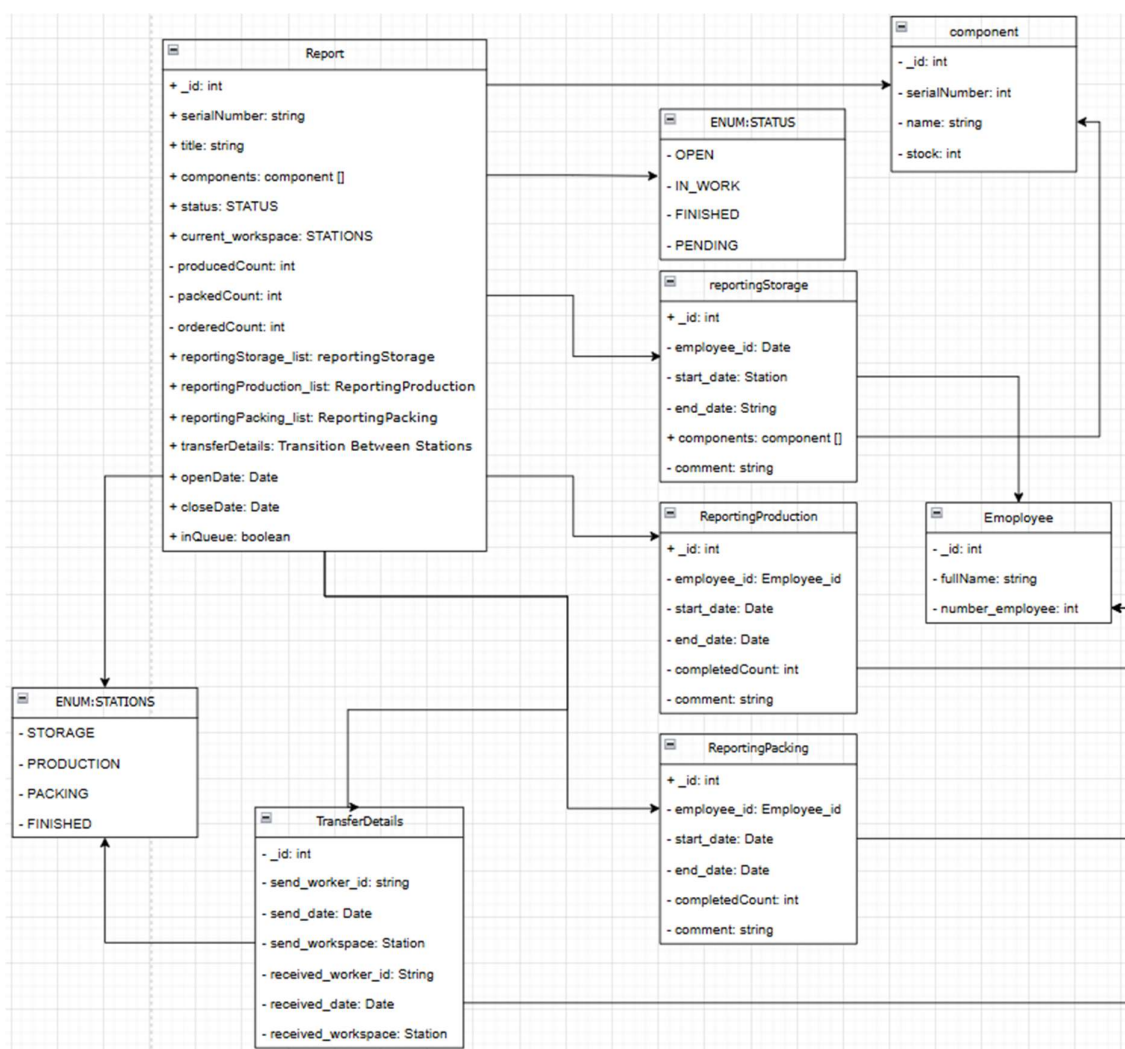 Report
+ _id: int
+ serialNumber: string
+ title: string
+ components: component []
+ status: STATUS
+ current_workspace: STATIONS
- producedCount: int
- packedCount: int
- orderedCount: int
+ reportingStorage_list: reportingStorage
+ reportingProduction_list: ReportingProduction
+ reportingPacking_list: ReportingPacking
+ transferDetails: Transition Between Stations
+ openDate: Date
+ closeDate: Date
+ inQueue: boolean
component
- _id: int
- serialNumber: int
- name: string
- stock: int
ENUM:STATUS
- OPEN
- IN_WORK
- FINISHED
- PENDING
reportingStorage
+ _id: int
- employee_id: Date
- start_date: Station
- end_date: String
+ components: component []
- comment: string
ReportingProduction
+ _id: int
- employee_id: Employee_id
- start_date: Date
- end_date: Date
- completedCount: int
- comment: string
Emoployee
- _id: int
- fullName: string
- number_employee: int
ENUM:STATIONS
- STORAGE
- PRODUCTION
- PACKING
- FINISHED
ReportingPacking
+ _id: int
- employee_id: Employee_id
- start_date: Date
- end_date: Date
- completedCount: int
- comment: string
TransferDetails
- _id: int
- send_worker_id: string
- send_date: Date
- send_workspace: Station
- received_worker_id: String
- received_date: Date
- received_workspace: Station